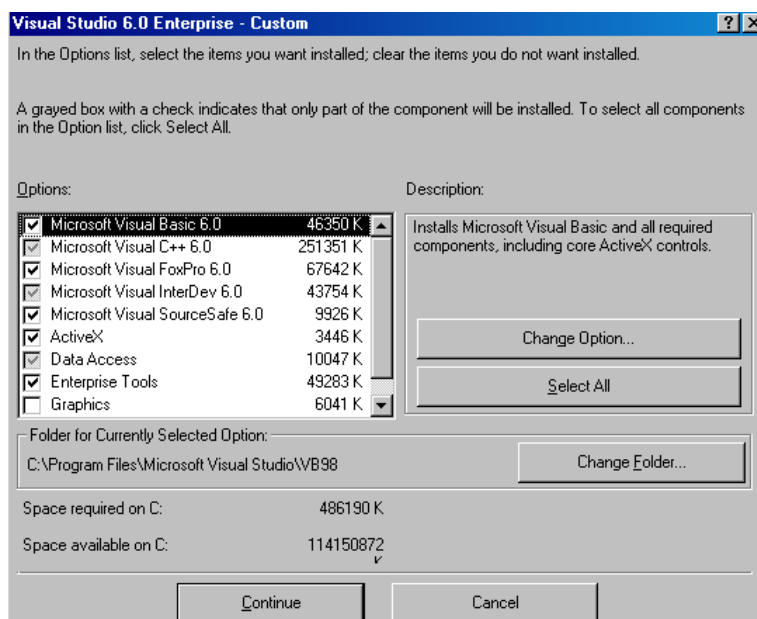 Visual Studio 6.0 Enterprise - Custom
In the Options list, select the items you want installed; clear the items you do not want installed.
A grayed box with a check indicates that only part of the component will be installed. To select all components
in the Option list, click Select All.
Options:
Microsoft Visual Basic 6.0 46350 K
Microsoft Visual C++ 6.0 251351 K
Microsoft Visual FoxPro 6.0 67642 K
Microsoft Visual InterDev 6.0 43754 K
Microsoft Visual SourceSafe 6.0 9926 K
ActiveX 3446 K
Data Access 10047 K
Enterprise Tools 49283 K
Graphics 6041 K
Description:
Installs Microsoft Visual Basic and all required
components, including core ActiveX controls.
Change Option...
Select All
Folder for Currently Selected Option:
C:\Program Files\Microsoft Visual Studio\VB98
Change Folder...
Space required on C: 486190 K
Space available on C: 114150872
Continue
Cancel